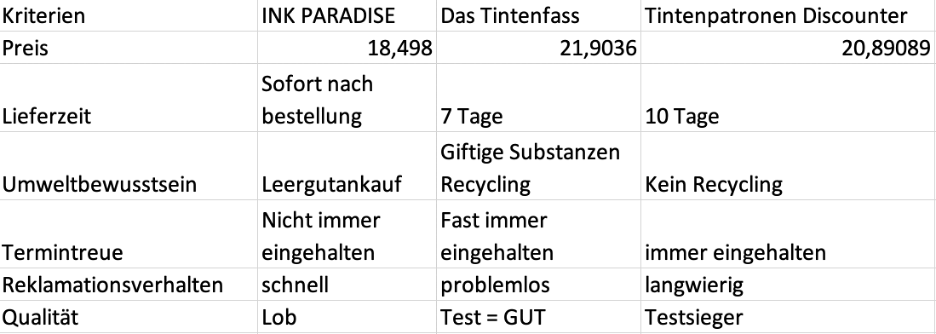 Kriterien INK PARADISE Das Tintenfass Tintenpatronen Discounter
Preis 18,498 21,9036 20,89089
Sofort nach
Lieferzeit bestellung 7 Tage 10 Tage
Giftige Substanzen
Umweltbewusstsein Leergutankauf Recycling Kein Recycling
Nicht immer Fast immer
Termintreue eingehalten eingehalten immer eingehalten
Reklamationsverhalten schnell problemlos langwierig
Qualität Lob Test = GUT Testsieger